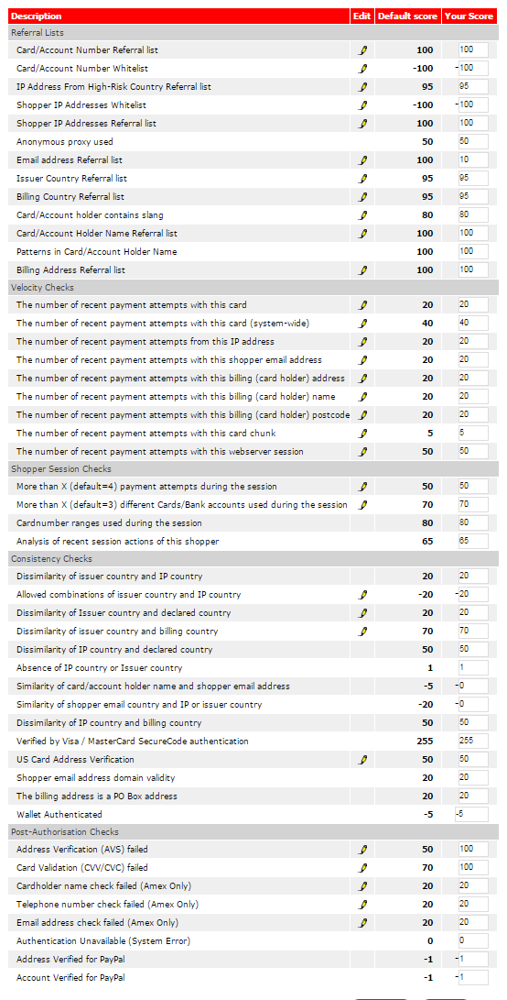 Description Edit Default score Your Score
Referral Lists
Card/Account Number Referral list 100 100
Card/Account Number Whitelist -100 -100
IP Address From High-Risk Country Referral list 95 95
Shopper IP Addresses Whitelist -100 -100
Shopper IP Addresses Referral list 100 100
Anonymous proxy used 50 50
Email address Referral list 100 10
Issuer Country Referral list 95 95
Billing Country Referral list 95 95
Card/Account holder contains slang 80 80
Card/Account Holder Name Referral list 100 100
Patterns in Card/Account Holder Name 100 100
Billing Address Referral list 100 100
Velocity Checks
The number of recent payment attempts with this card 20 20
The number of recent payment attempts with this card (system-wide) 40 40
The number of recent payment attempts from this IP address 20 20
The number of recent payment attempts with this shopper email address 20 20
The number of recent payment attempts with this billing (card holder) address 20 20
The number of recent payment attempts with this billing (card holder) name 20 20
The number of recent payment attempts with this billing (card holder) postcode 20 20
The number of recent payment attempts with this card chunk 5 5
The number of recent payment attempts with this webserver session 50 50
Shopper Session Checks
More than X (default=4) payment attempts during the session 50 50
More than X (default=3) different Cards/Bank accounts used during the session 70 70
Cardnumber ranges used during the session 80 80
Analysis of recent session actions of this shopper 65 65
Consistency Checks
Dissimilarity of issuer country and IP country 20 20
Allowed combinations of issuer country and IP country -20 -20
Dissimilarity of Issuer country and declared country 20 20
Dissimilarity of issuer country and billing country 70 70
Dissimilarity of IP country and declared country 50 50
Absence of IP country or Issuer country 1 1
Similarity of card/account holder name and shopper email address -5 -0
Similarity of shopper email country and IP or issuer country -20 -0
Dissimilarity of IP country and billing country 50 50
Verified by Visa / MasterCard SecureCode authentication 255 255
US Card Address Verification 50 50
Shopper email address domain validity 20 20
The billing address is a PO Box address 20 20
Wallet Authenticated -5 -5
Post-Authorisation Checks
Address Verification (AVS) failed 50 100
Card Validation (CVV/CVC) failed 70 100
Cardholder name check failed (Amex Only) 20 20
Telephone number check failed (Amex Only) 20 20
Email address check failed (Amex Only) 20 20
Authentication Unavailable (System Error) 0 0
Address Verified for PayPal -1 -1
Account Verified for PayPal -1 -1